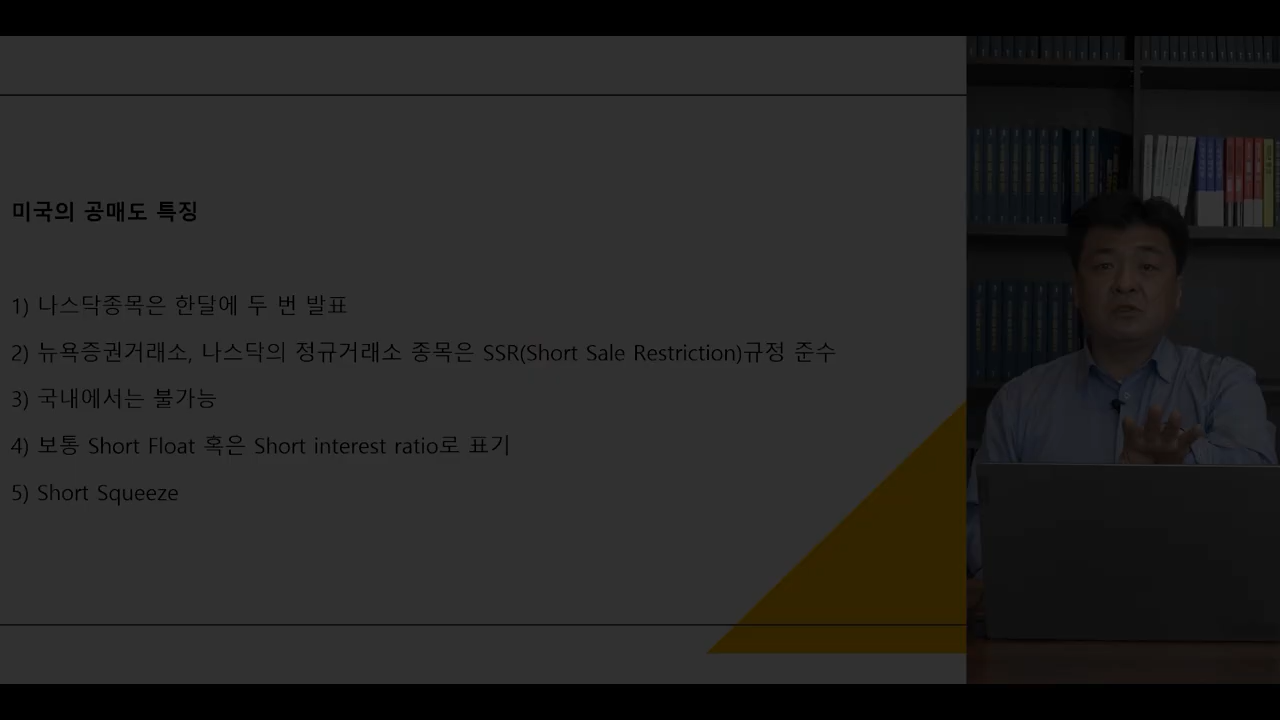 미국의 공매도 특징
1) 나스닥종목은 한달에 두 번 발표
2) 뉴욕증권거래소, 나스닥의 정규거래소 종목은 SSR(Short Sale Restriction)규정 준수
3) 국내에서는 불가능
4) 보통 Short Float 혹은 Short interest ratio로 표기
5) Short Squeeze